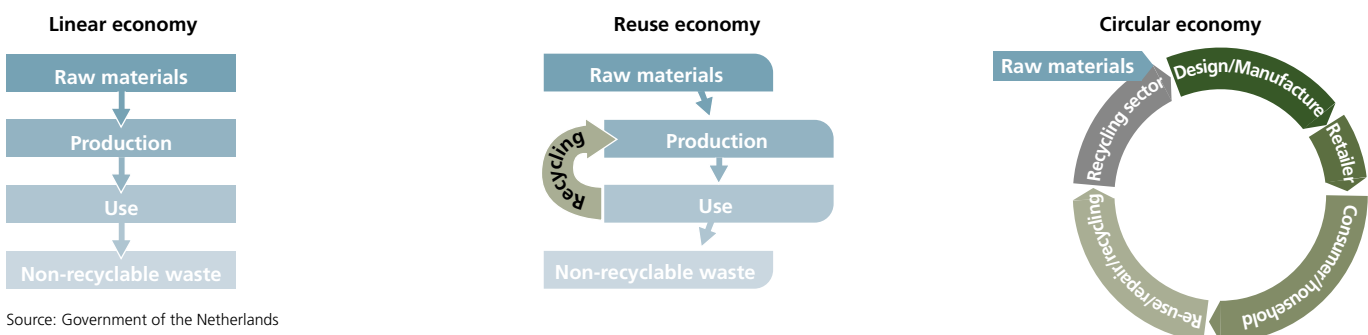 Linear economy
Raw materials
Production
Use
Non-recyclable waste
Source: Government of the Netherlands
Reuse economy
Raw materials
Production
Recycling
Use
Non-recyclable waste
Circular economy
Raw materials
Design/Manufacture
Retailer
Consumer/household
Re-use/repair/recycling
Recycling sector